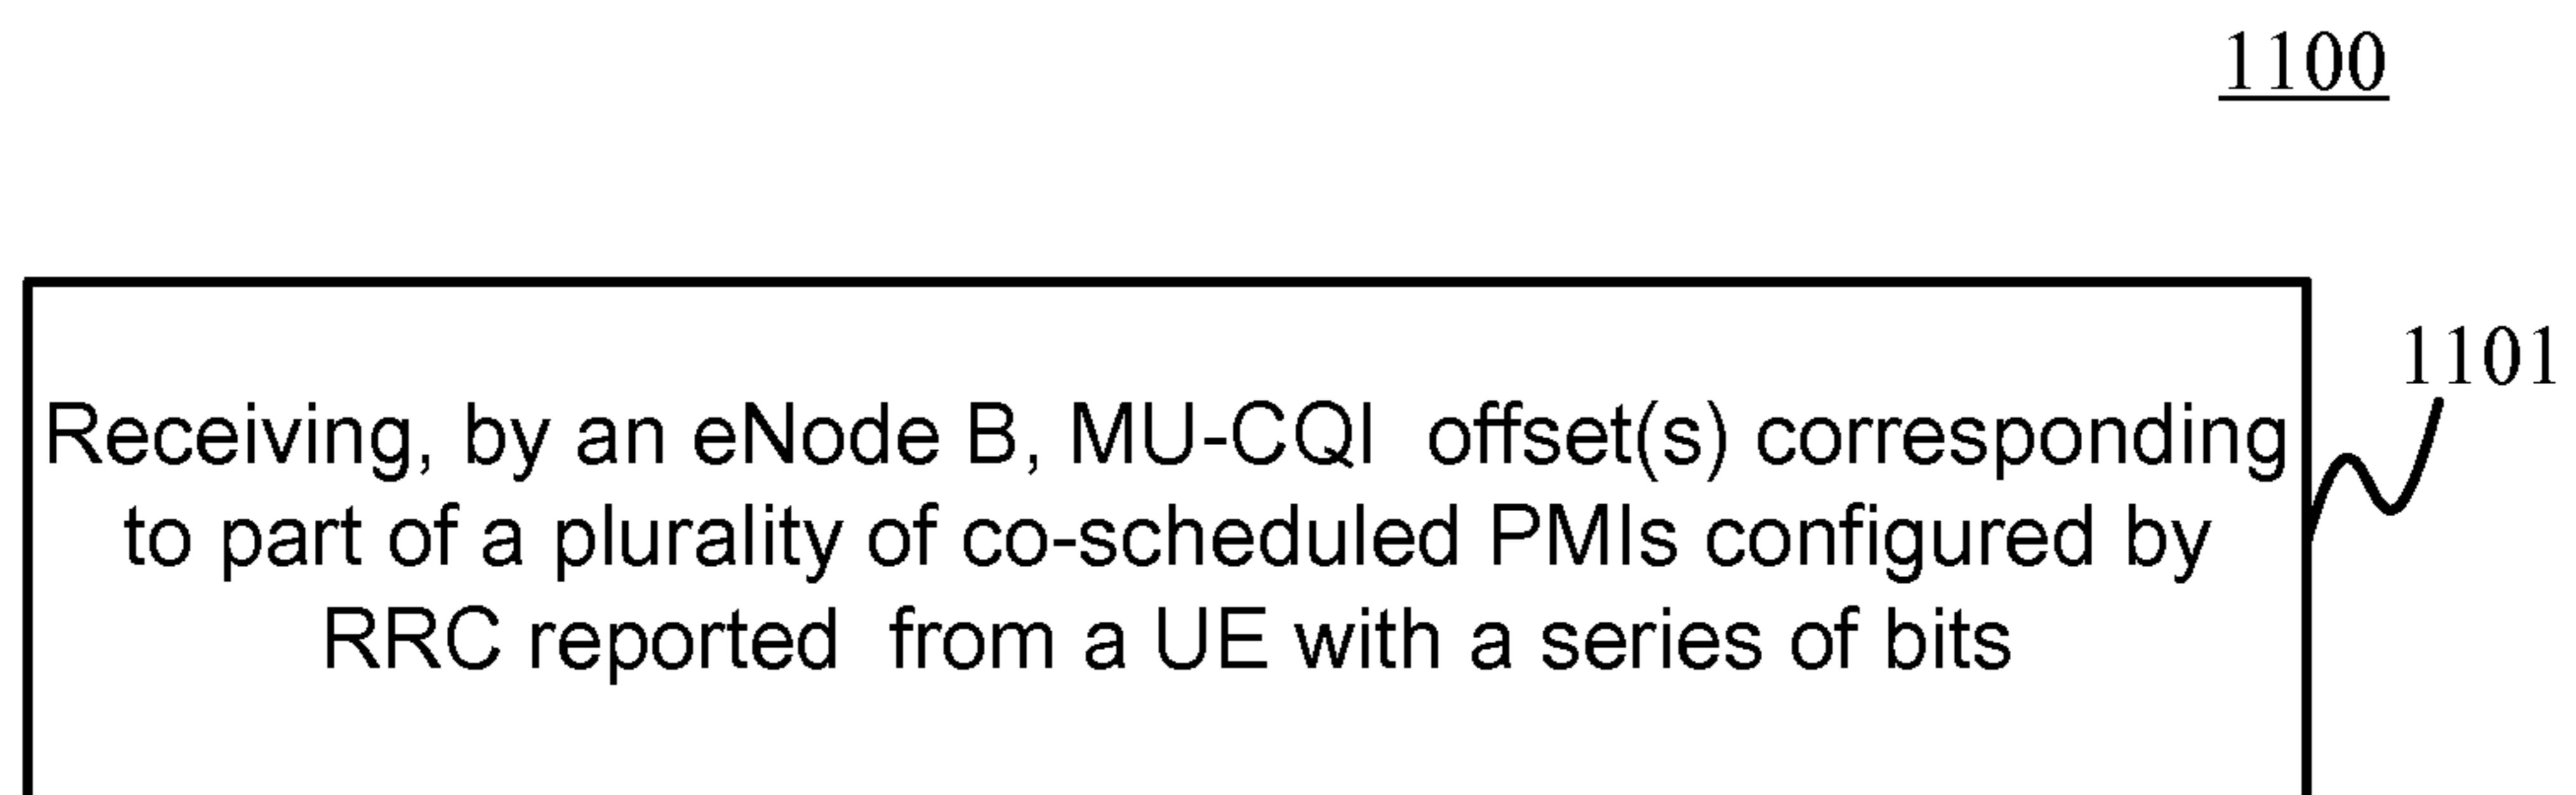 1100
1101
Receiving, by an eNode B, MU-CQI offset(s) corresponding
to part of a plurality of co-scheduled PMIs configured by
RRC reported from a UE with a series of bits